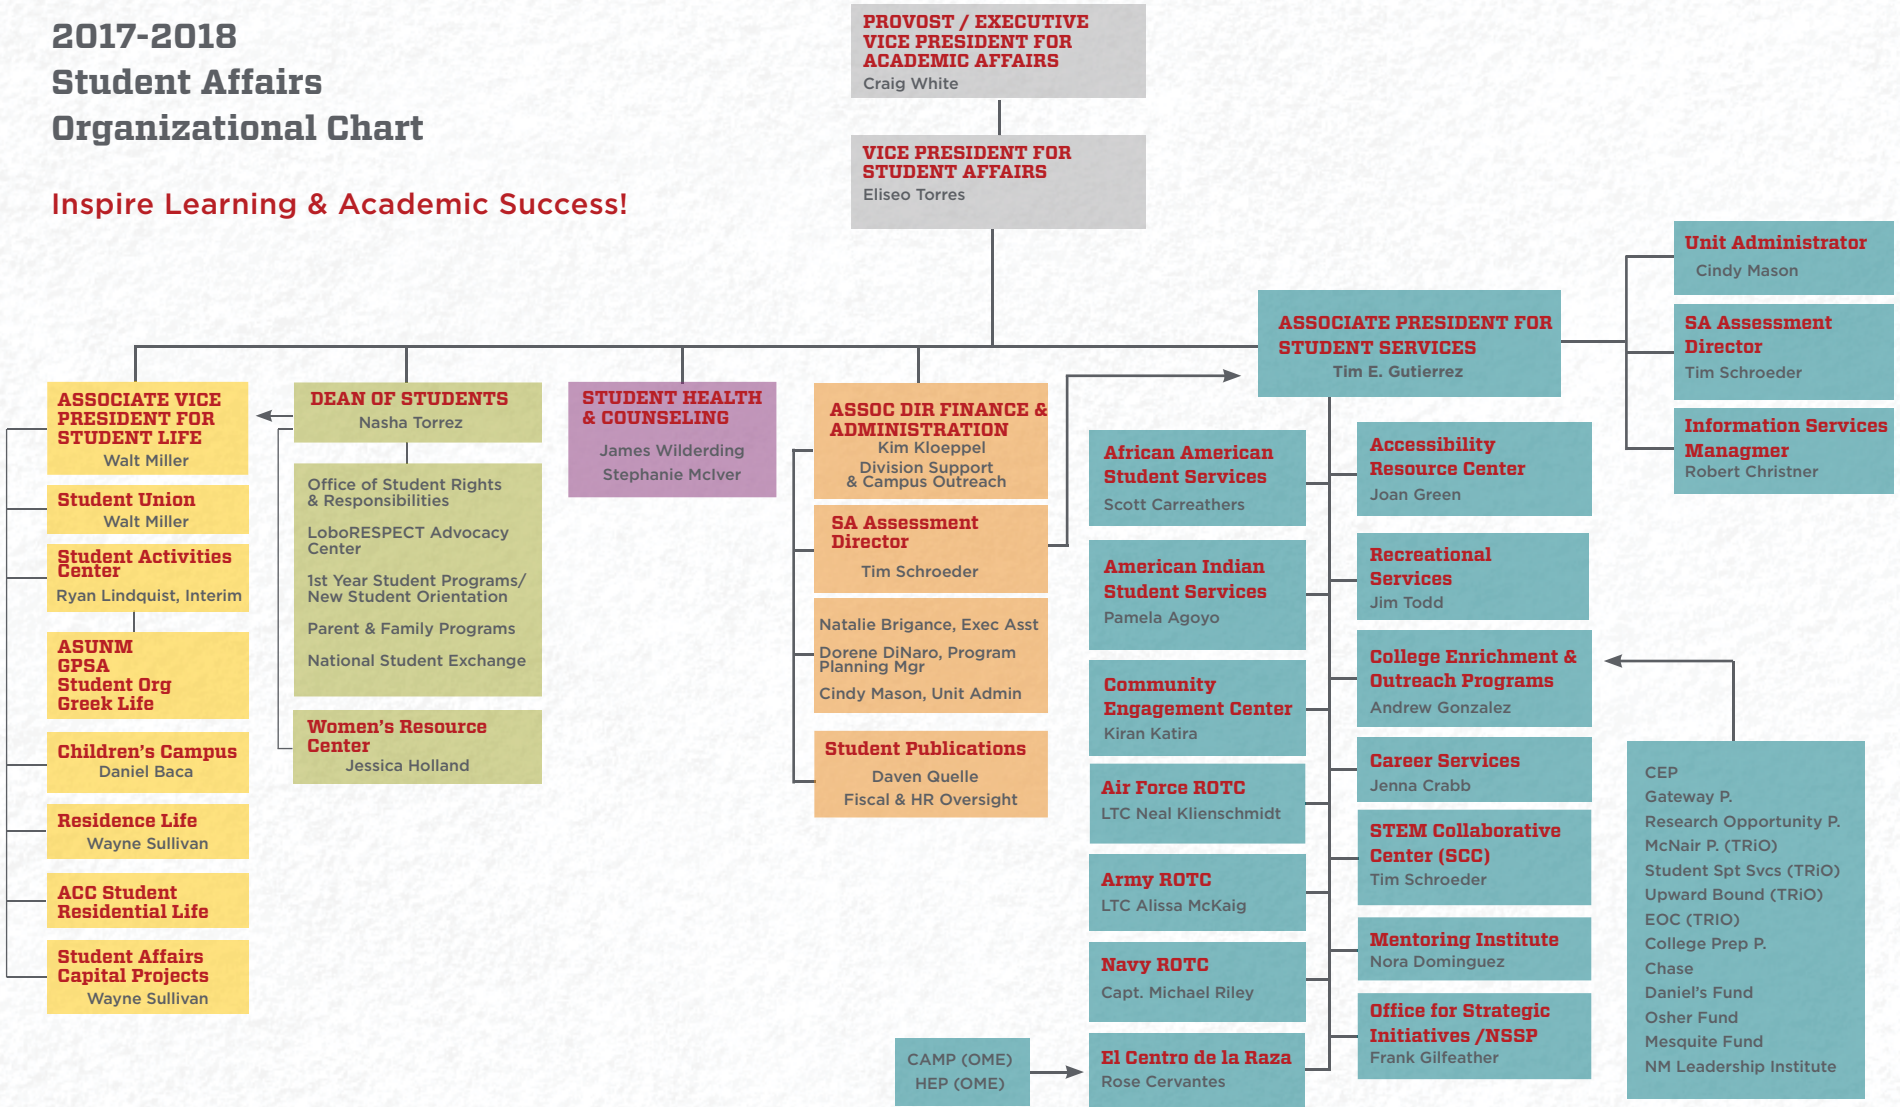 2017-2018
Student Affairs
Organizational Chart
Inspire Learning & Academic Success!
PROVOST / EXECUTIVE
VICE PRESIDENT FOR
ACADEMIC AFFAIRS
Craig White
VICE PRESIDENT FOR
STUDENT AFFAIRS
Eliseo Torres
ASSOCIATE VICE
PRESIDENT FOR
STUDENT LIFE
Walt Miller
Student Union
Walt Miller
Student Activities
Center
Ryan Lindquist, Interim
ASUNM
GPSA
Student Org
Greek Life
Children's Campus
Daniel Baca
Residence Life
Wayne Sullivan
ACC Student
Residential Life
Student Affairs
Capital Projects
Wayne Sullivan
DEAN OF STUDENTS
Nasha Torrez
Office of Student Rights
& Responsibilities
LoboRESPECT Advocacy
Center
1st Year Student Programs/
New Student Orientation
Parent & Family Programs
National Student Exchange
Women's Resource
Center
Jessica Holland
STUDENT HEALTH
& COUNSELING
James Wilderding
Stephanie McIver
ASSOC DIR FINANCE &
ADMINISTRATION
Kim Kloeppel
Division Support
& Campus Outreach
SA Assessment
Director
Tim Schroeder
Natalie Brigance, Exec Asst
Dorene DiNaro, Program
Planning Mgr
Cindy Mason, Unit Admin
Student Publications
Daven Quelle
Fiscal & HR Oversight
ASSOCIATE PRESIDENT FOR
STUDENT SERVICES
Tim E. Gutierrez
Unit Administrator
Cindy Mason
SA Assessment
Director
Tim Schroeder
Information Services
Managmer
Robert Christner
African American
Student Services
Scott Carreathers
American Indian
Student Services
Pamela Agoyo
Community
Engagement Center
Kiran Katira
Air Force ROTC
LTC Neal Klienschmidt
Army ROTC
LTC Alissa McKaig
Navy ROTC
Capt. Michael Riley
El Centro de la Raza
Rose Cervantes
CAMP (OME)
HEP (OME)
Accessibility
Resource Center
Joan Green
Recreational
Services
Jim Todd
College Enrichment &
Outreach Programs
Andrew Gonzalez
Career Services
Jenna Crabb
STEM Collaborative
Center (SCC)
Tim Schroeder
Mentoring Institute
Nora Dominguez
Office for Strategic
Initiatives /NSSP
Frank Gilfeather
CEP
Gateway P.
Research Opportunity P.
McNair P. (TRiO)
Student Spt Svcs (TRiO)
Upward Bound (TRiO)
EOC (TRIO)
College Prep P.
Chase
Daniel's Fund
Osher Fund
Mesquite Fund
NM Leadership Institute